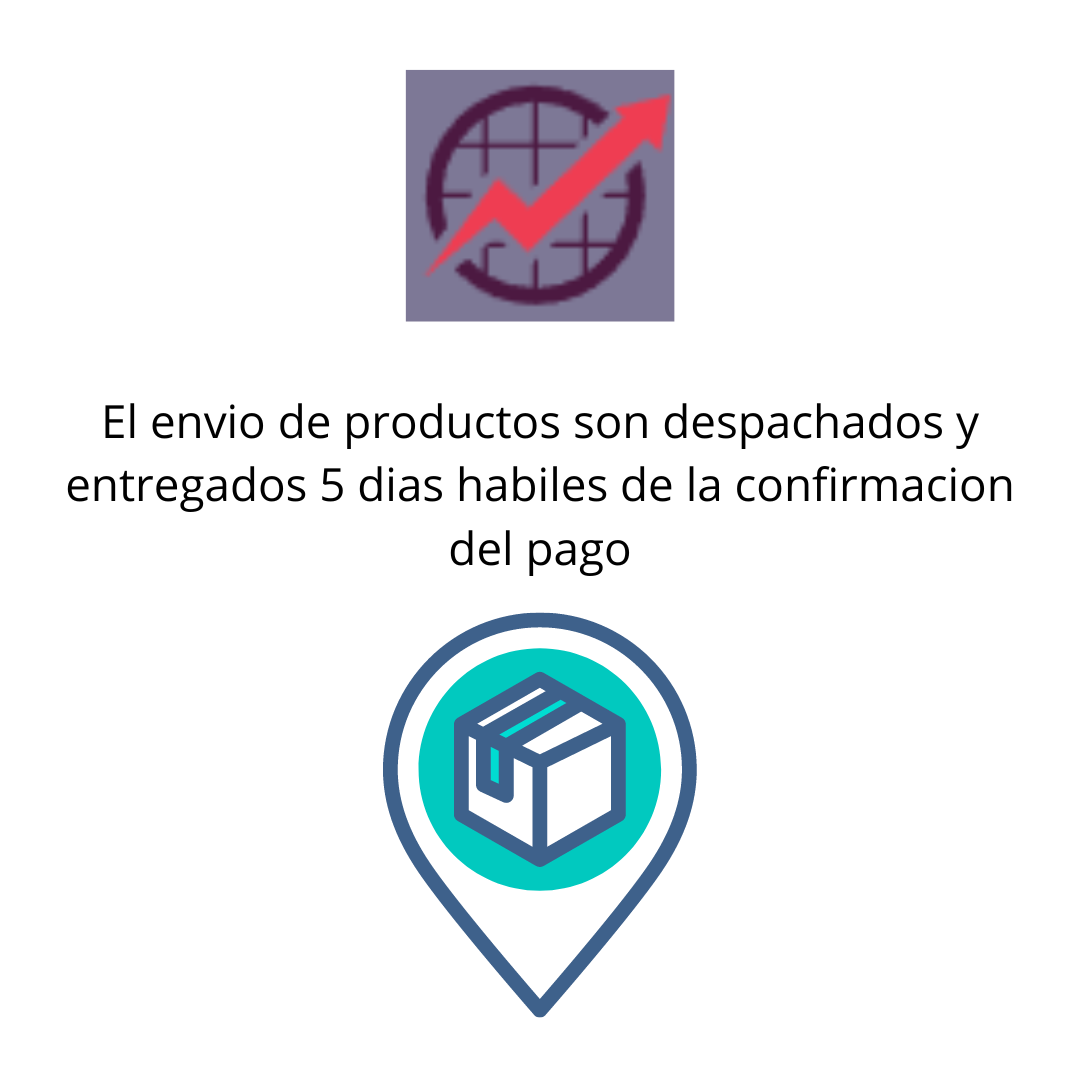 El envio de productos son despachados y
entregados 5 dias habiles de la confirmacion
del pago